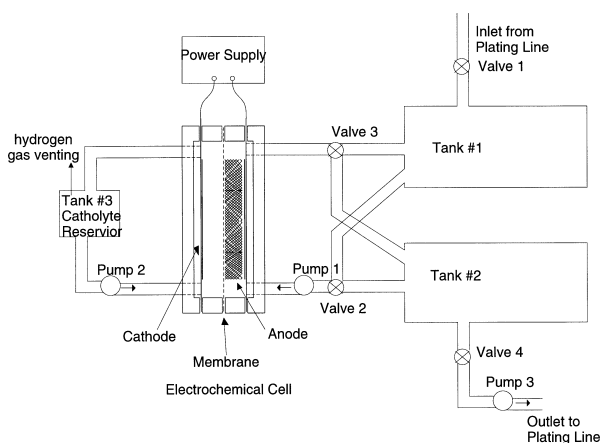 Inlet from
Plating Line
Valve 1
Power Supply
Valve 3
hydrogen
gas venting
Tank #1
Tank #3
Catholyte
Reservior
Tank #2
Pump 2
Pump 1
Valve 2
Cathode
Anode
Membrane
Electrochemical Cell
Valve 4
Pump 3
Outlet to
Plating Line